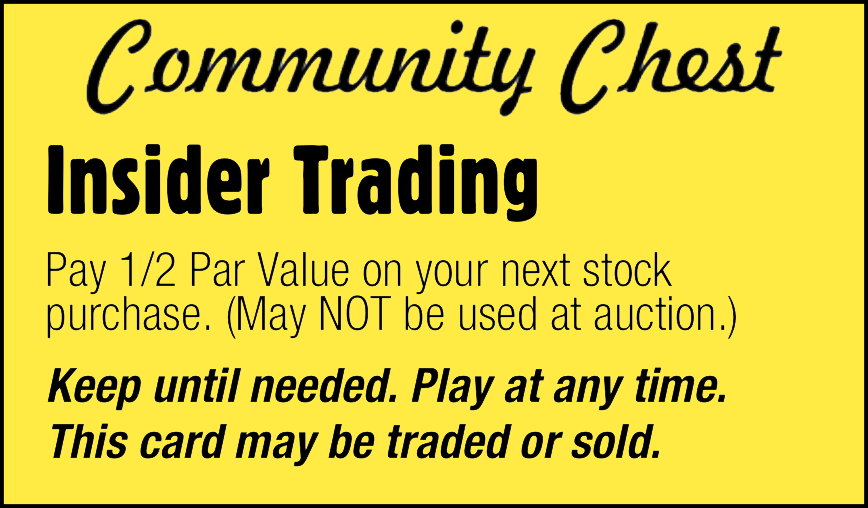 Community Chest
Insider Trading
Pay 1/2 Par Value on your next stock
purchase. (May NOT be used at auction.)
Keep until needed. Play at any time.
This card may be traded or sold.